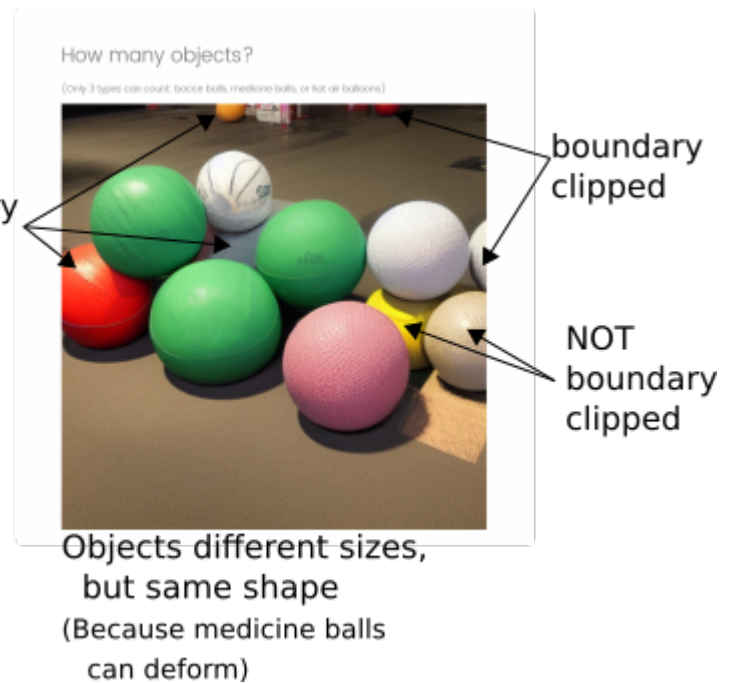 How many objects?
(Only 3 types can count: bocce balls, medicine balls, or hot air balloons)
boundary
clipped
y
NOT
boundary
clipped
Objects different sizes,
but same shape
(Because medicine balls
can deform)